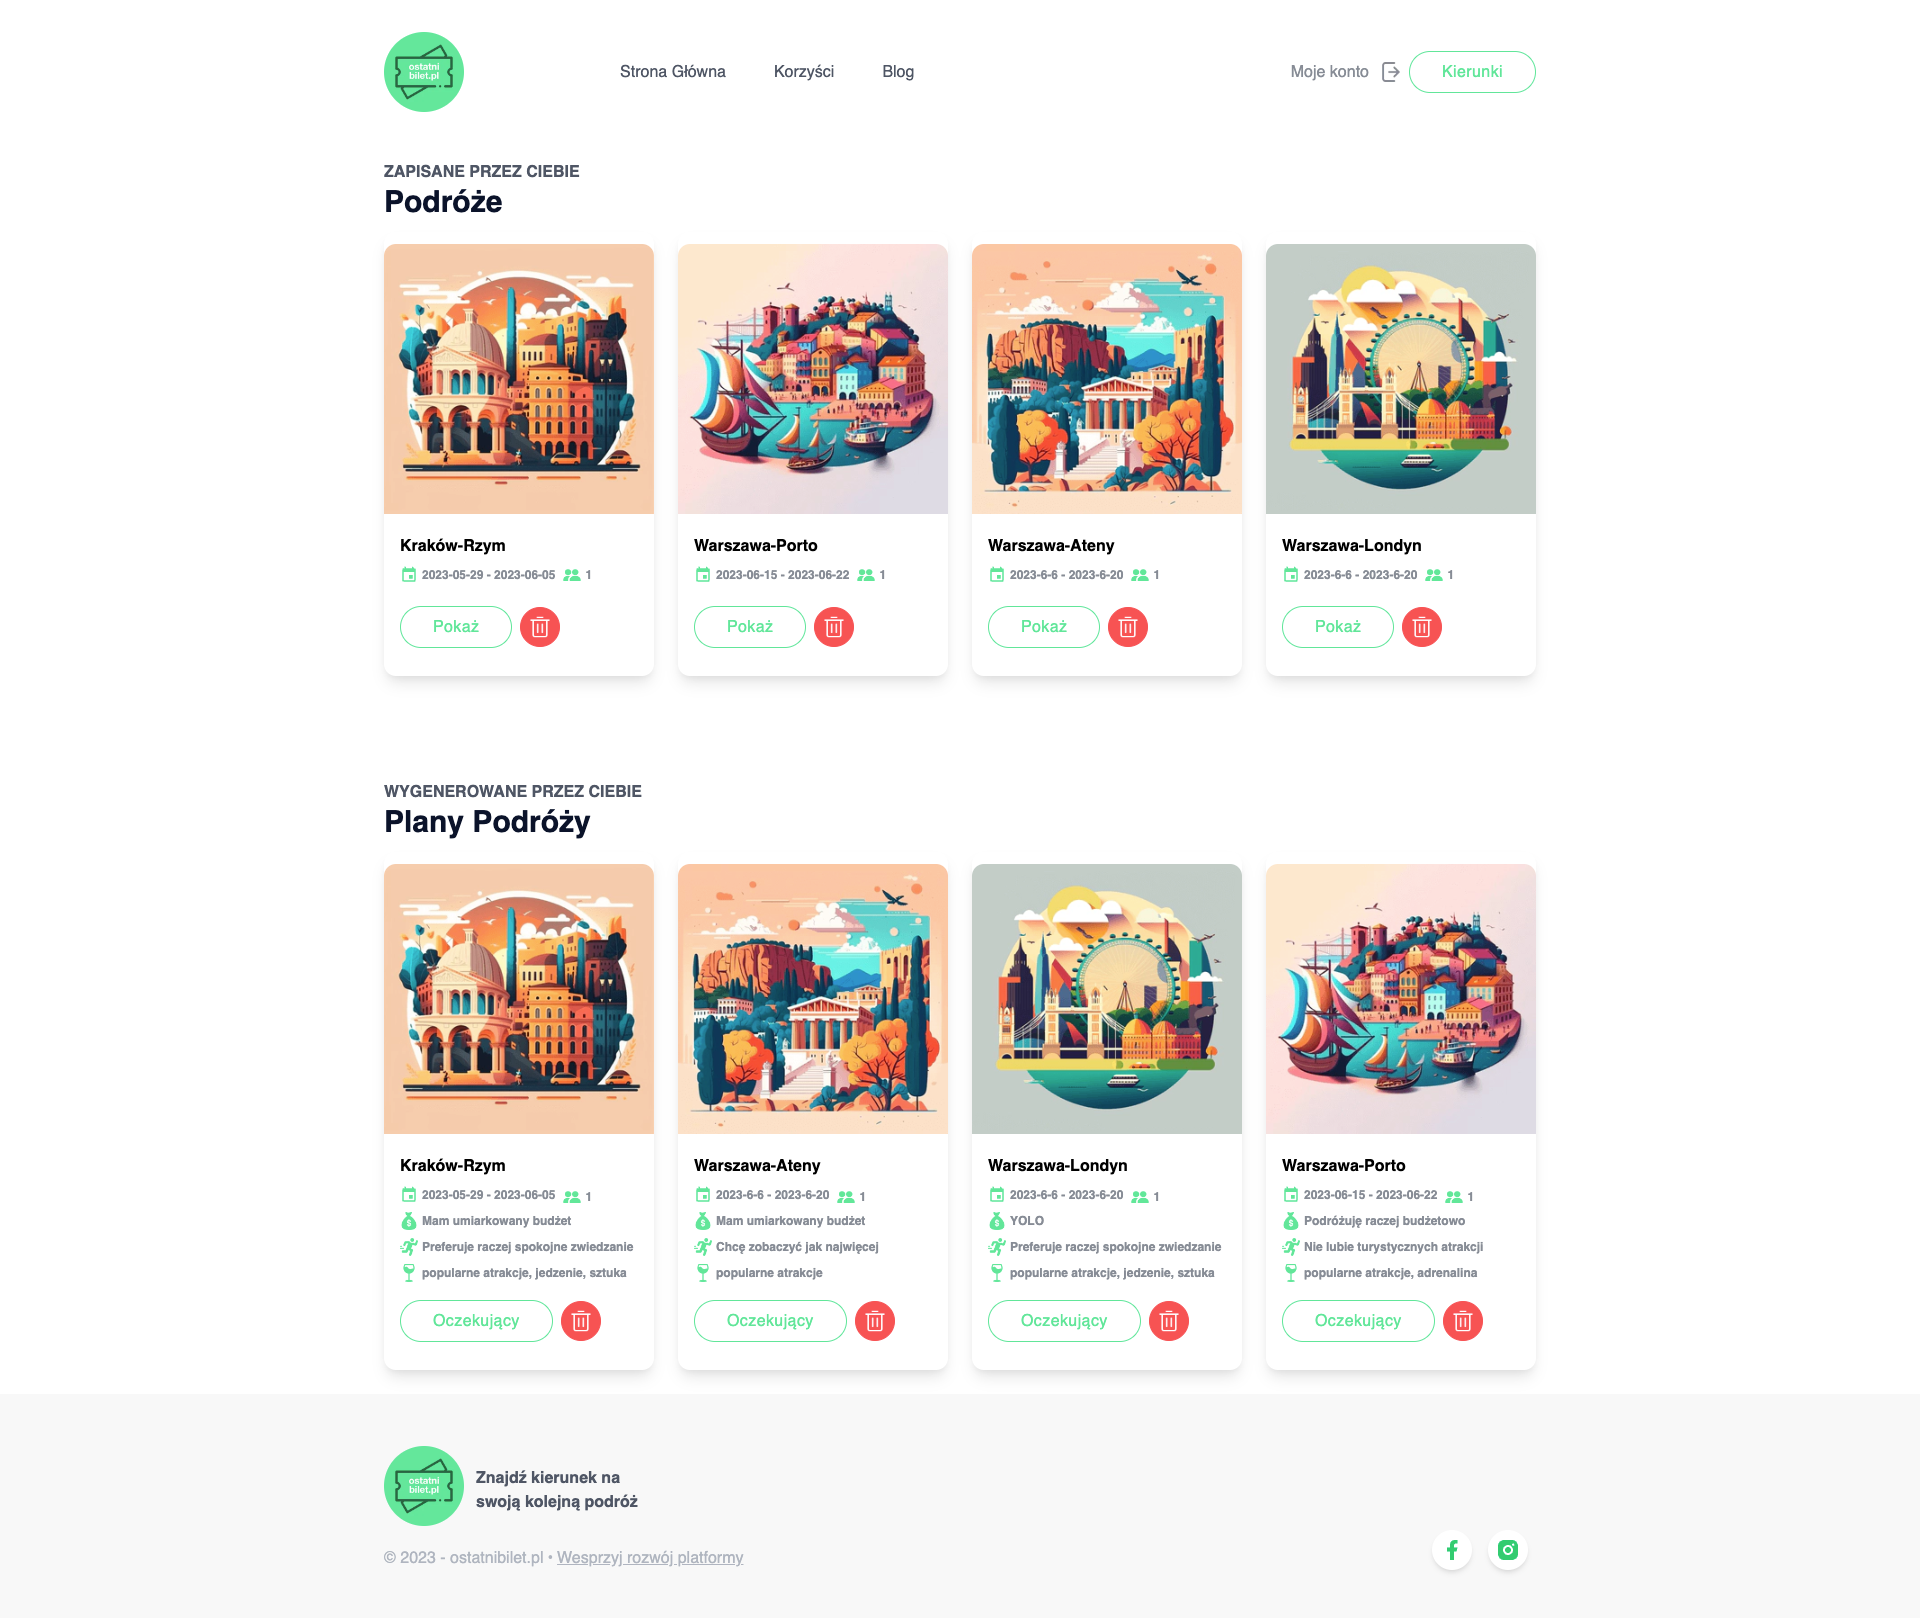 ostatni
bilet.pl
Strona Główna
Korzyści
Blog
Moje konto
Kierunki
ZAPISANE PRZEZ CIEBIE
Podróże
Kraków-Rzym
2023-05-29 - 2023-06-05 1
Pokaż
Warszawa-Porto
2023-06-15 - 2023-06-22 1
Pokaż
Warszawa-Ateny
2023-6-6 - 2023-6-20 1
Pokaż
Warszawa-Londyn
2023-6-6 - 2023-6-20 1
Pokaż
WYGENEROWANE PRZEZ CIEBIE
Plany Podróży
Kraków-Rzym
2023-05-29 - 2023-06-05 1
Mam umiarkowany budżet
Preferuje raczej spokojne zwiedzanie
popularne atrakcje, jedzenie, sztuka
Oczekujący
Warszawa-Ateny
2023-6-6 - 2023-6-20 1
Mam umiarkowany budżet
Chcę zobaczyć jak najwięcej
popularne atrakcje
Oczekujący
Warszawa-Londyn
2023-6-6 - 2023-6-20 1
YOLO
Preferuje raczej spokojne zwiedzanie
popularne atrakcje, jedzenie, sztuka
Oczekujący
Warszawa-Porto
2023-06-15 - 2023-06-22 1
Podróżuję raczej budżetowo
Nie lubie turystycznych atrakcji
popularne atrakcje, adrenalina
Oczekujący
ostatni
bilet.pl
Znajdź kierunek na
swoją kolejną podróż
© 2023 - ostatnibilet.pl • Wesprzyj rozwój platformy